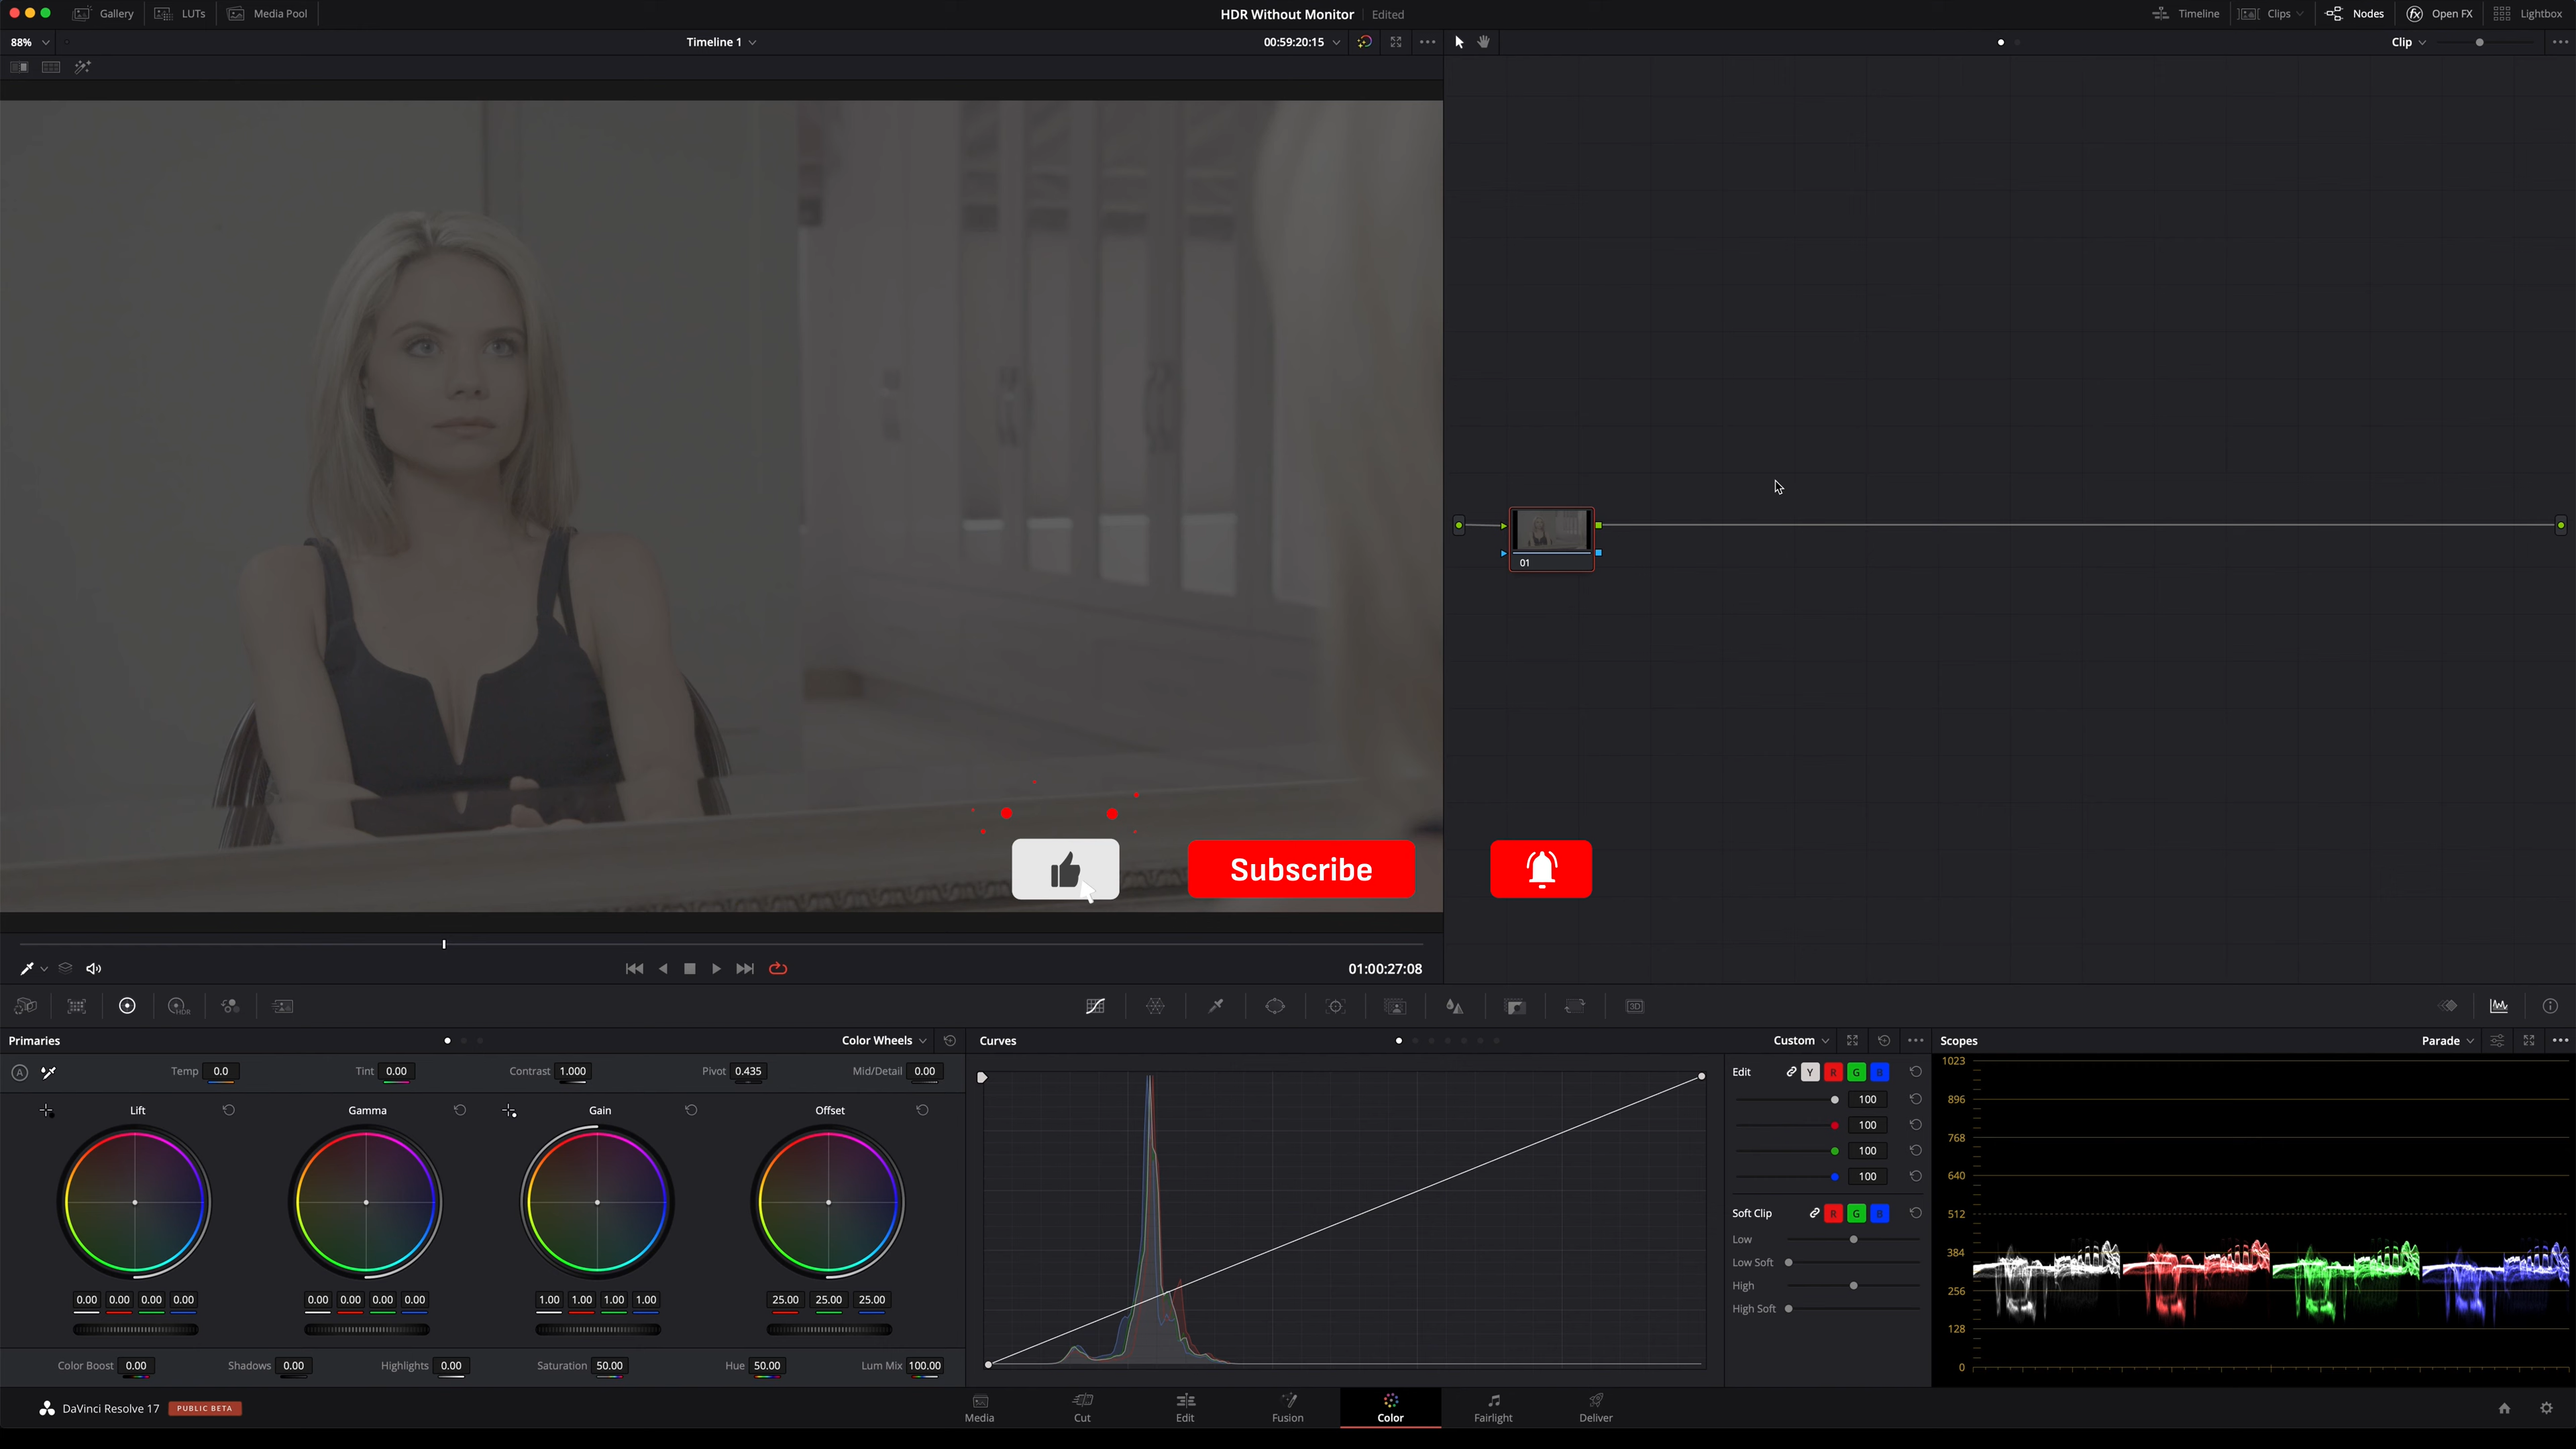 Gallery LUTs Media Pool HDR Without Monitor Edited Timeline Clips Nodes fx Open FX Lightbox
88% Timeline 1 00:59:20:15 Clip
01
Subscribe
01:00:27:08
HDR 3D
Primaries Color Wheels Curves Custom Scopes Parade
A Temp 0.0 Tint 0.00 Contrast 1.000 Pivot 0.435 Mid/Detail 0.00
Lift Gamma Gain Offset
0.00 0.00 0.00 0.00 0.00 0.00 0.00 0.00 1.00 1.00 1.00 1.00 25.00 25.00 25.00
Color Boost 0.00 Shadows 0.00 Highlights 0.00 Saturation 50.00 Hue 50.00 Lum Mix 100.00
Edit Y R G B
100
100
100
100
Soft Clip R G B
Low
Low Soft
High
High Soft
1023
896
768
640
512
384
256
128
0
DaVinci Resolve 17 PUBLIC BETA Media Cut Edit Fusion Color Fairlight Deliver